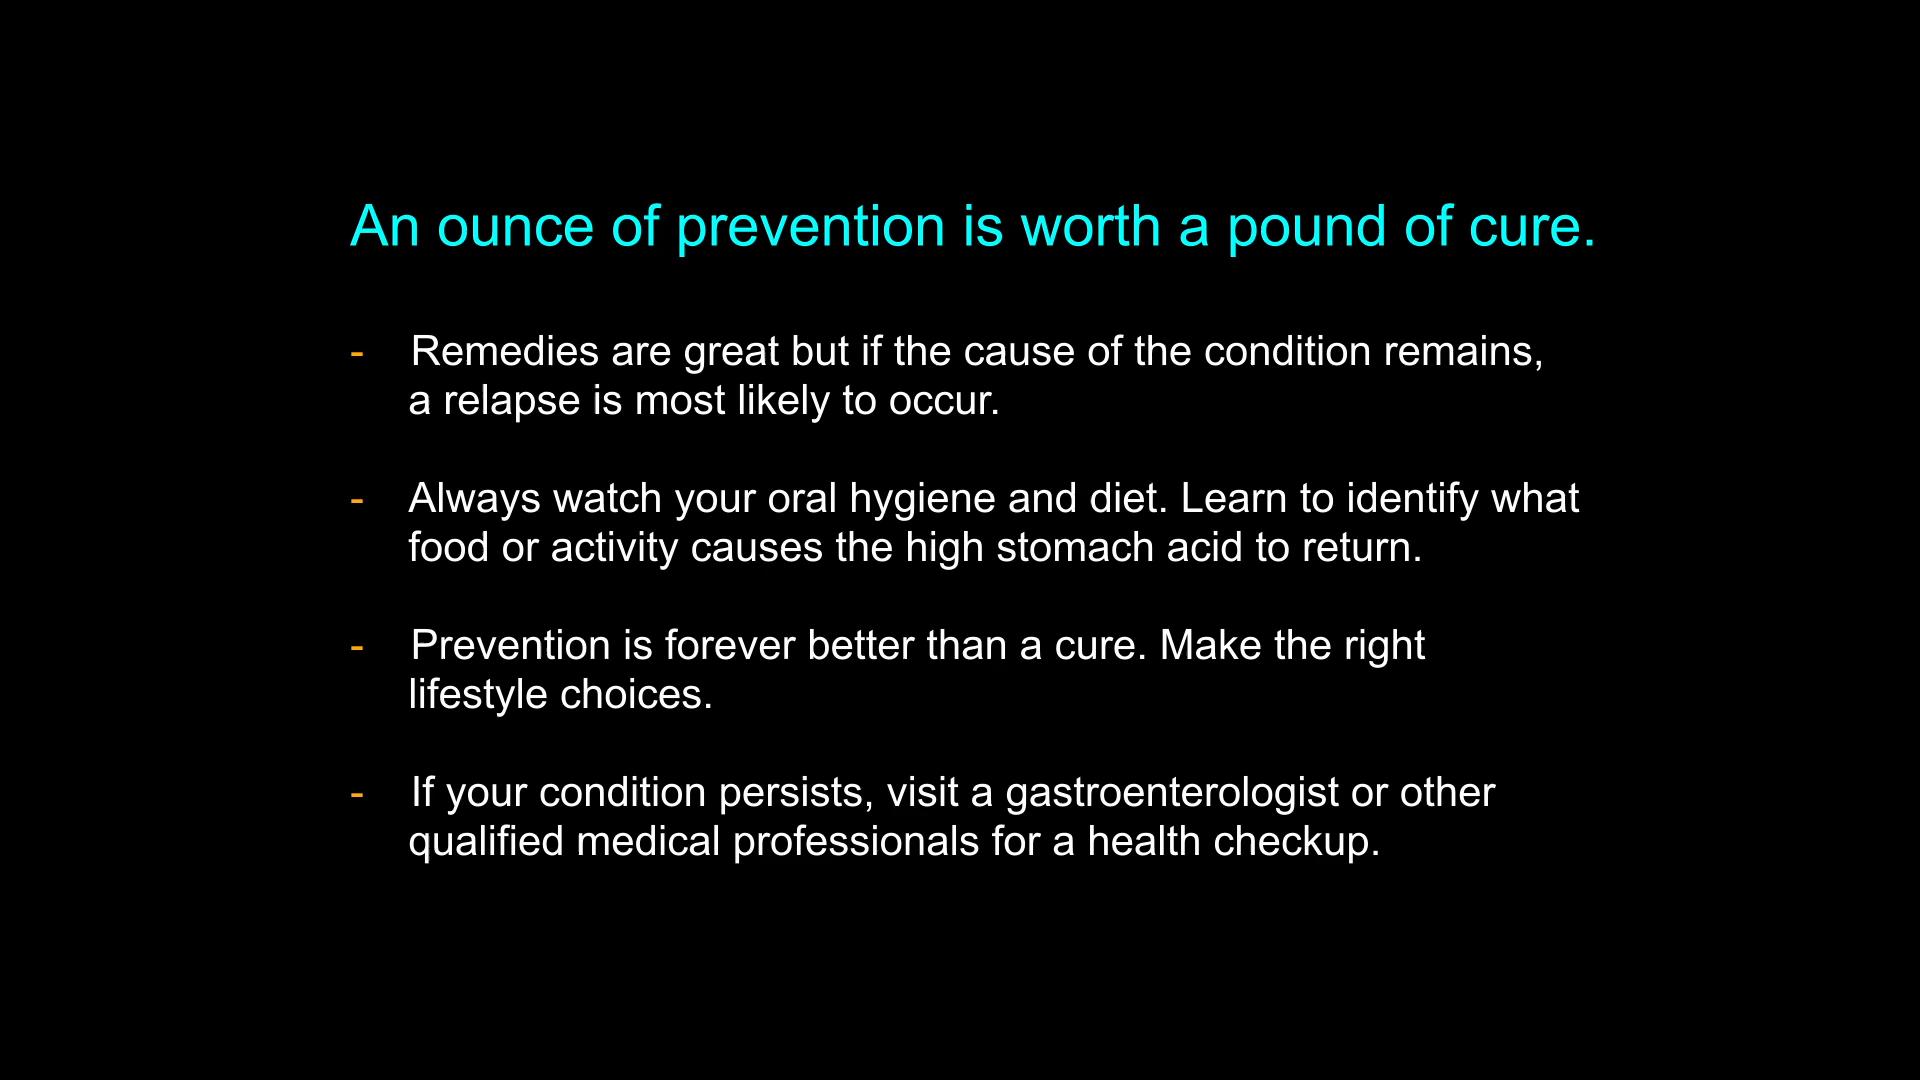 An ounce of prevention is worth a pound of cure.
- Remedies are great but if the cause of the condition remains,
a relapse is most likely to occur.
- Always watch your oral hygiene and diet. Learn to identify what
food or activity causes the high stomach acid to return.
- Prevention is forever better than a cure. Make the right
lifestyle choices.
- If your condition persists, visit a gastroenterologist or other
qualified medical professionals for a health checkup.